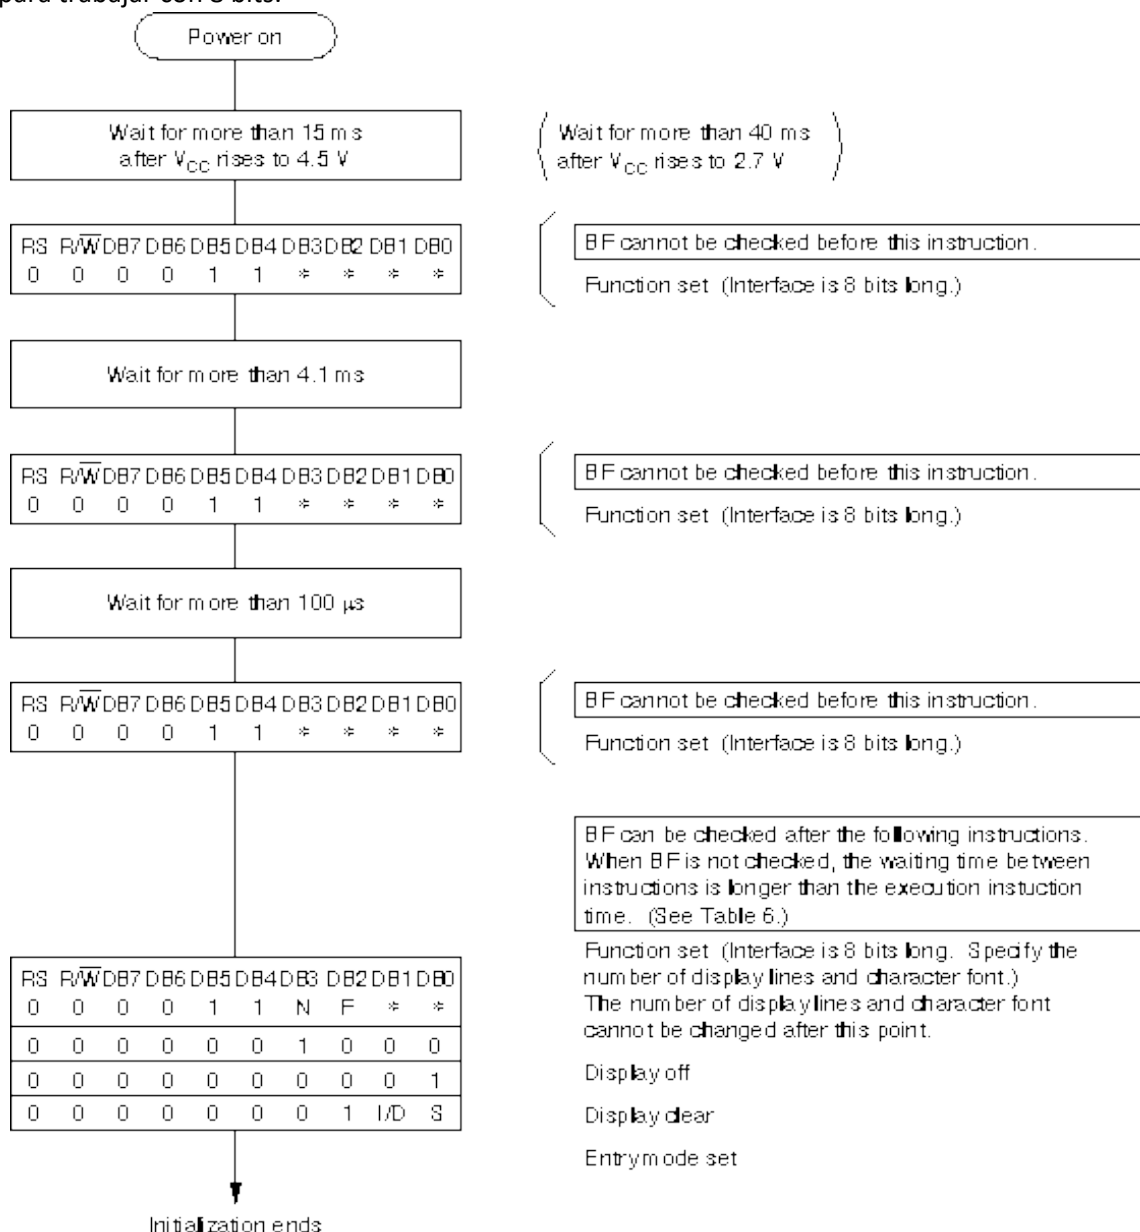 para trabajar con 8 bits.
Power on
Wait for more than 15 ms
after VCC rises to 4.5 V
Wait for more than 40 ms
after VCC rises to 2.7 V
RS R/W DB7 DB6 DB5 DB4 DB3 DB2 DB1 DB0
0 0 0 0 1 1 * * * *
BF cannot be checked before this instruction.
Function set (Interface is 8 bits long.)
Wait for more than 4.1 ms
RS R/W DB7 DB6 DB5 DB4 DB3 DB2 DB1 DB0
0 0 0 0 1 1 * * * *
BF cannot be checked before this instruction.
Function set (Interface is 8 bits long.)
Wait for more than 100 µs
RS R/W DB7 DB6 DB5 DB4 DB3 DB2 DB1 DB0
0 0 0 0 1 1 * * * *
BF cannot be checked before this instruction.
Function set (Interface is 8 bits long.)
BF can be checked after the following instructions.
When BF is not checked, the waiting time between
instructions is longer than the execution instuction
time. (See Table 6.)
RS R/W DB7 DB6 DB5 DB4 DB3 DB2 DB1 DB0
0 0 0 0 1 1 N F * *
0 0 0 0 0 0 1 0 0 0
0 0 0 0 0 0 0 0 0 1
0 0 0 0 0 0 0 1 I/D S
Function set (Interface is 8 bits long. Specify the
number of display lines and character font.)
The number of display lines and character font
cannot be changed after this point.
Display off
Display clear
Entry mode set
Initialization ends